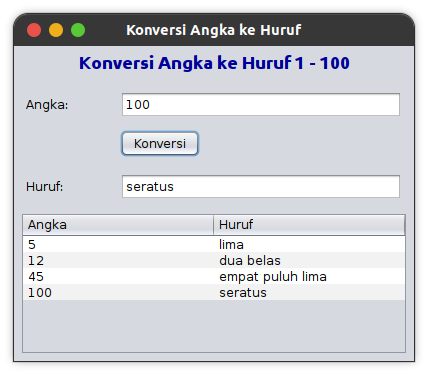 Konversi Angka ke Huruf
Konversi Angka ke Huruf 1 - 100
Angka: 100
Konversi
Huruf: seratus
Angka Huruf
5 lima
12 dua belas
45 empat puluh lima
100 seratus